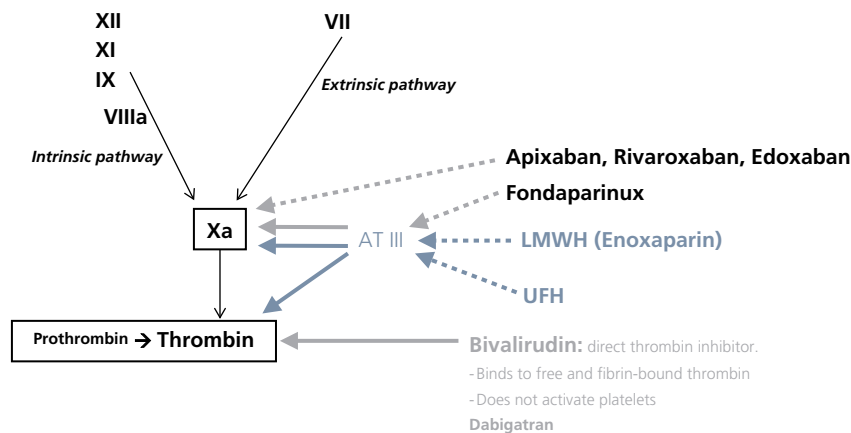 XII
VII
XI
IX
Extrinsic pathway
VIIIa
Intrinsic pathway
Apixaban, Rivaroxaban, Edoxaban
Fondaparinux
Xa
AT III
LMWH (Enoxaparin)
UFH
Prothrombin → Thrombin
Bivalirudin: direct thrombin inhibitor.
-Binds to free and fibrin-bound thrombin
-Does not activate platelets
Dabigatran